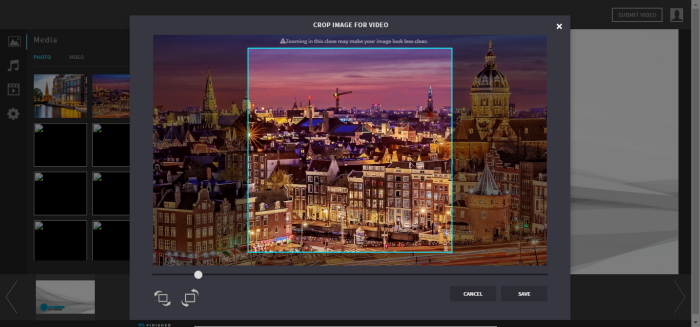 CROP IMAGE FOR VIDEO
SUBMIT VIDEO
Media
Zooming in this close may make your image look less clear.
PHOTO
VIDEO
CANCEL
SAVE
FINISHED